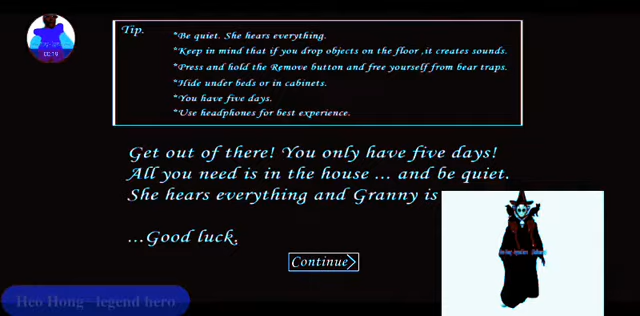 Tip.
*Be quiet. She hears everything.
*Keep in mind that if you drop objects on the floor ,it creates sounds.
*Press and hold the Remove button and free yourself from bear traps.
*Hide under beds or in cabinets.
*You have five days.
*Use headphones for best experience.
Get out of there! You only have five days!
All you need is in the house ... and be quiet.
She hears everything and Granny is
...Good luck.
Continue
Heo Hong-legend hero